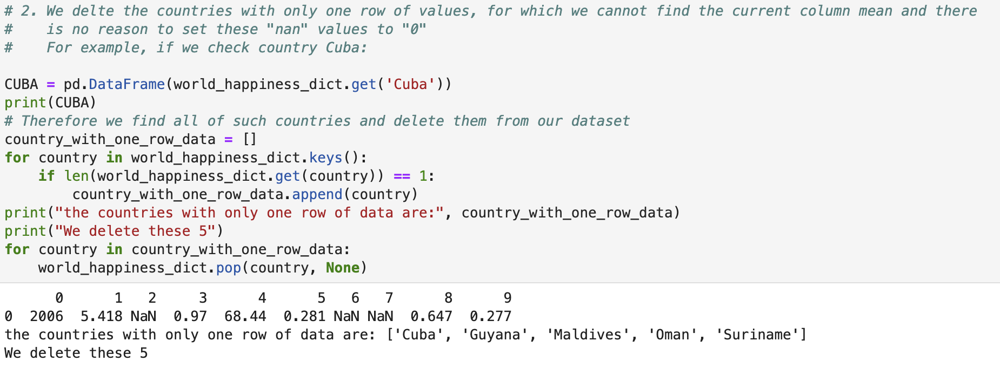 # 2. We delte the countries with only one row of values, for which we cannot find the current column mean and there
#    is no reason to set these "nan" values to "0"
#    For example, if we check country Cuba:
CUBA = pd.DataFrame(world_happiness_dict.get('Cuba'))
print(CUBA)
# Therefore we find all of such countries and delete them from our dataset
country_with_one_row_data = []
for country in world_happiness_dict.keys():
    if len(world_happiness_dict.get(country)) == 1:
        country_with_one_row_data.append(country)
print("the countries with only one row of data are:", country_with_one_row_data)
print("We delete these 5")
for country in country_with_one_row_data:
    world_happiness_dict.pop(country, None)
      0      1   2     3      4      5   6   7      8      9
0  2006  5.418 NaN  0.97  68.44  0.281 NaN NaN  0.647  0.277
the countries with only one row of data are: ['Cuba', 'Guyana', 'Maldives', 'Oman', 'Suriname']
We delete these 5